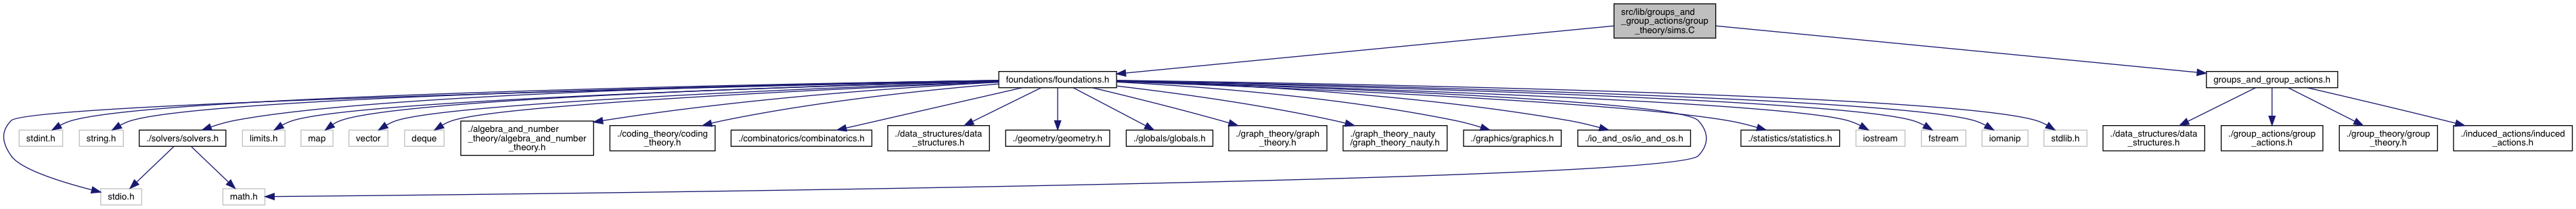 src/lib/groups_and
_group_actions/group
_theory/sims.C
foundations/foundations.h
groups_and_group_actions.h
stdint.h
string.h
./solvers/solvers.h
limits.h
map
vector
deque
./algebra_and_number
_theory/algebra_and_number
_theory.h
./coding_theory/coding
_theory.h
./combinatorics/combinatorics.h
./data_structures/data
_structures.h
./geometry/geometry.h
./globals/globals.h
./graph_theory/graph
_theory.h
./graph_theory_nauty
/graph_theory_nauty.h
./graphics/graphics.h
./io_and_os/io_and_os.h
./statistics/statistics.h
iostream
fstream
iomanip
stdlib.h
./data_structures/data
_structures.h
./group_actions/group
_actions.h
./group_theory/group
_theory.h
./induced_actions/induced
_actions.h
stdio.h
math.h